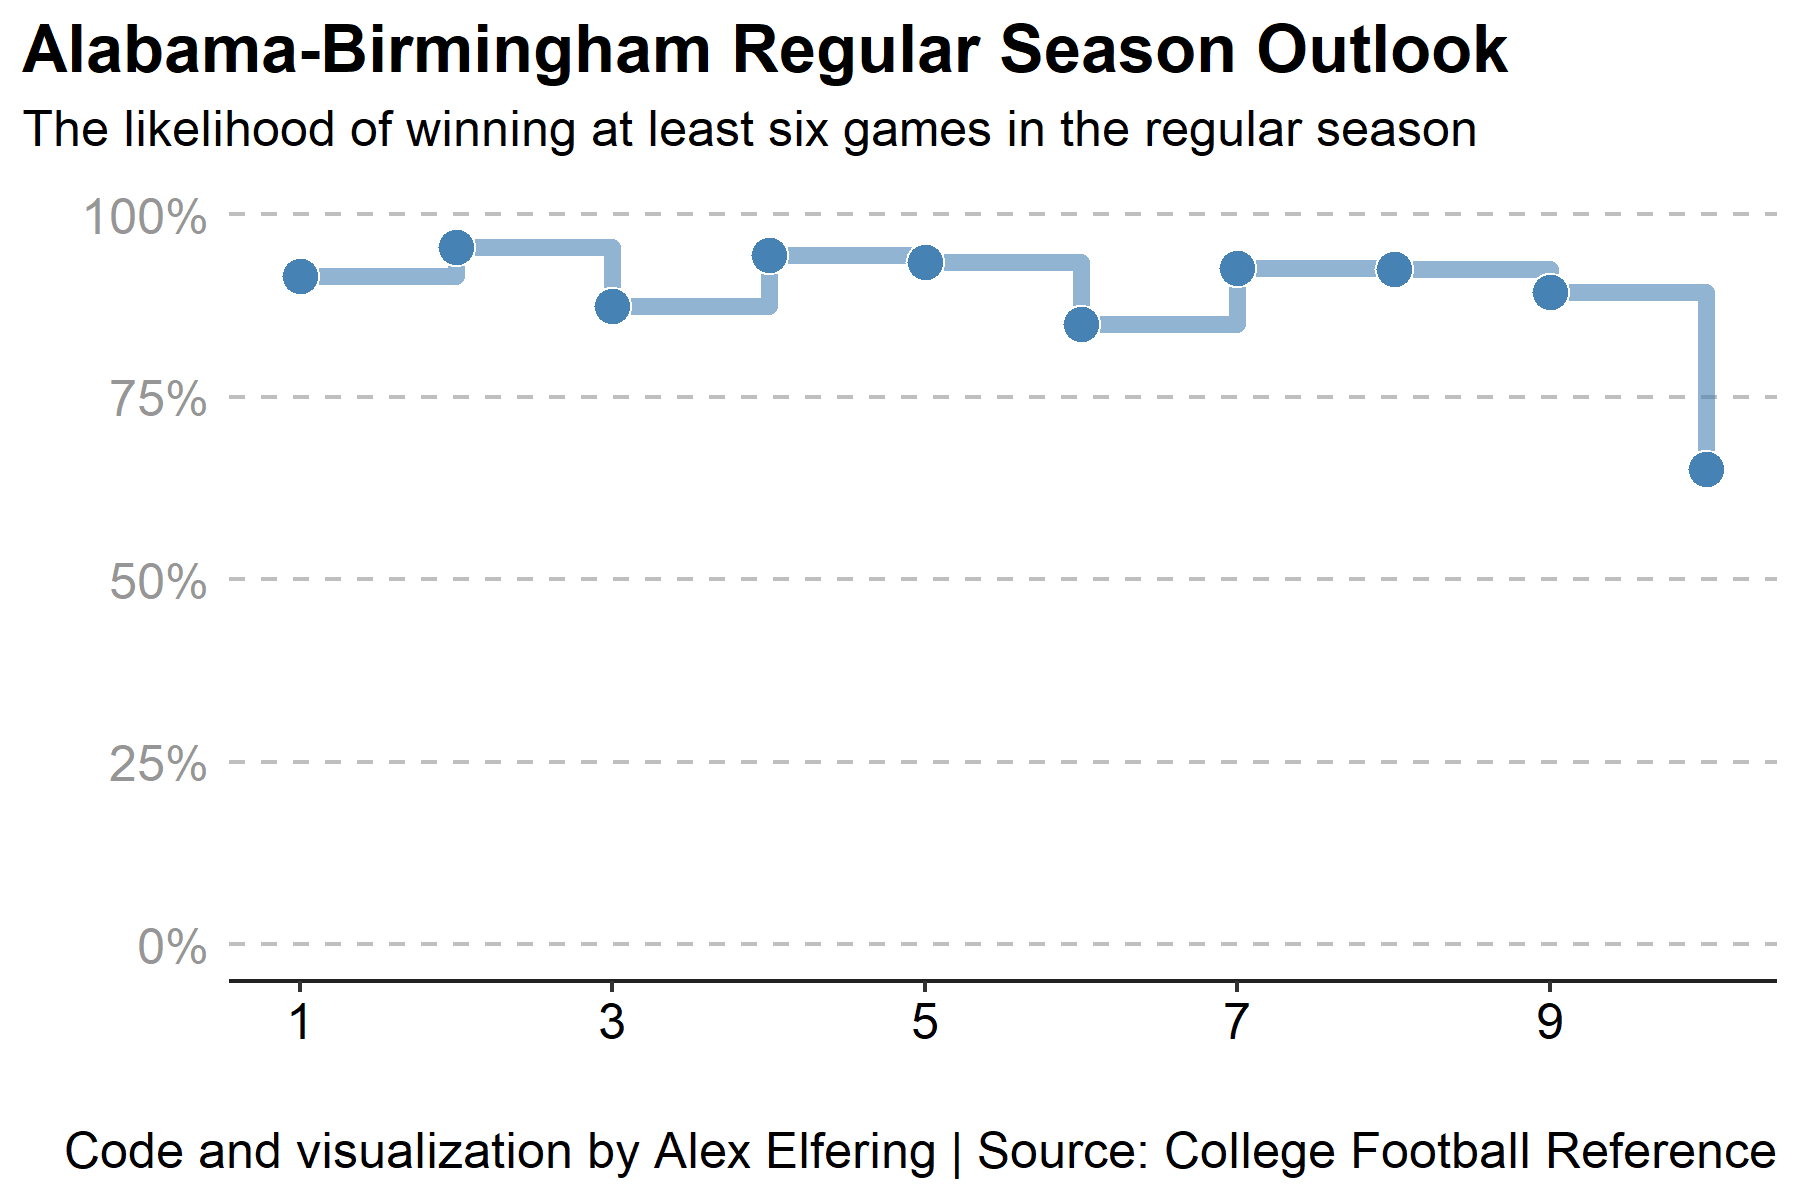 Alabama-Birmingham Regular Season Outlook
The likelihood of winning at least six games in the regular season
100%
75%
50%
25%
0%
1 3 5 7 9
Code and visualization by Alex Elfering | Source: College Football Reference